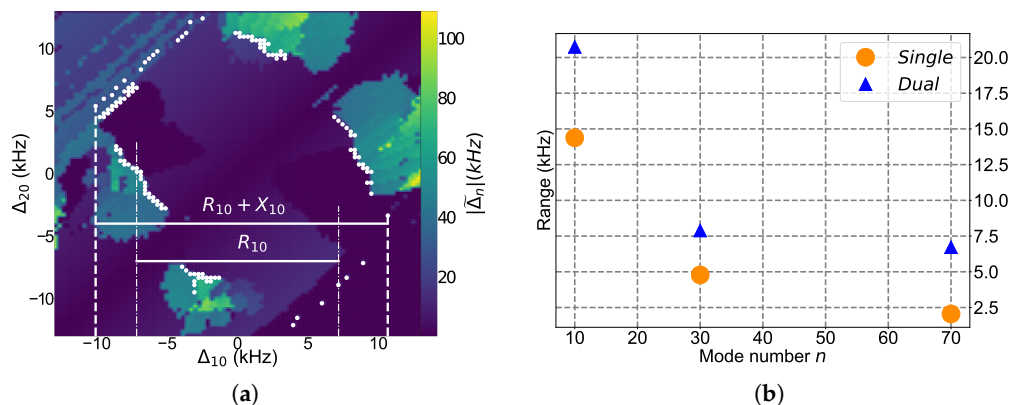 10
5
0
−5
−10
Δ20 (kHz)
−10
−5
0
5
10
Δ10 (kHz)
R10 + X10
R10
100
80
60
40
20
|Δ̃n|(kHz)
(a)
Single
Dual
20.0
17.5
15.0
12.5
10.0
7.5
5.0
2.5
Range (kHz)
10
20
30
40
50
60
70
Mode number n
(b)